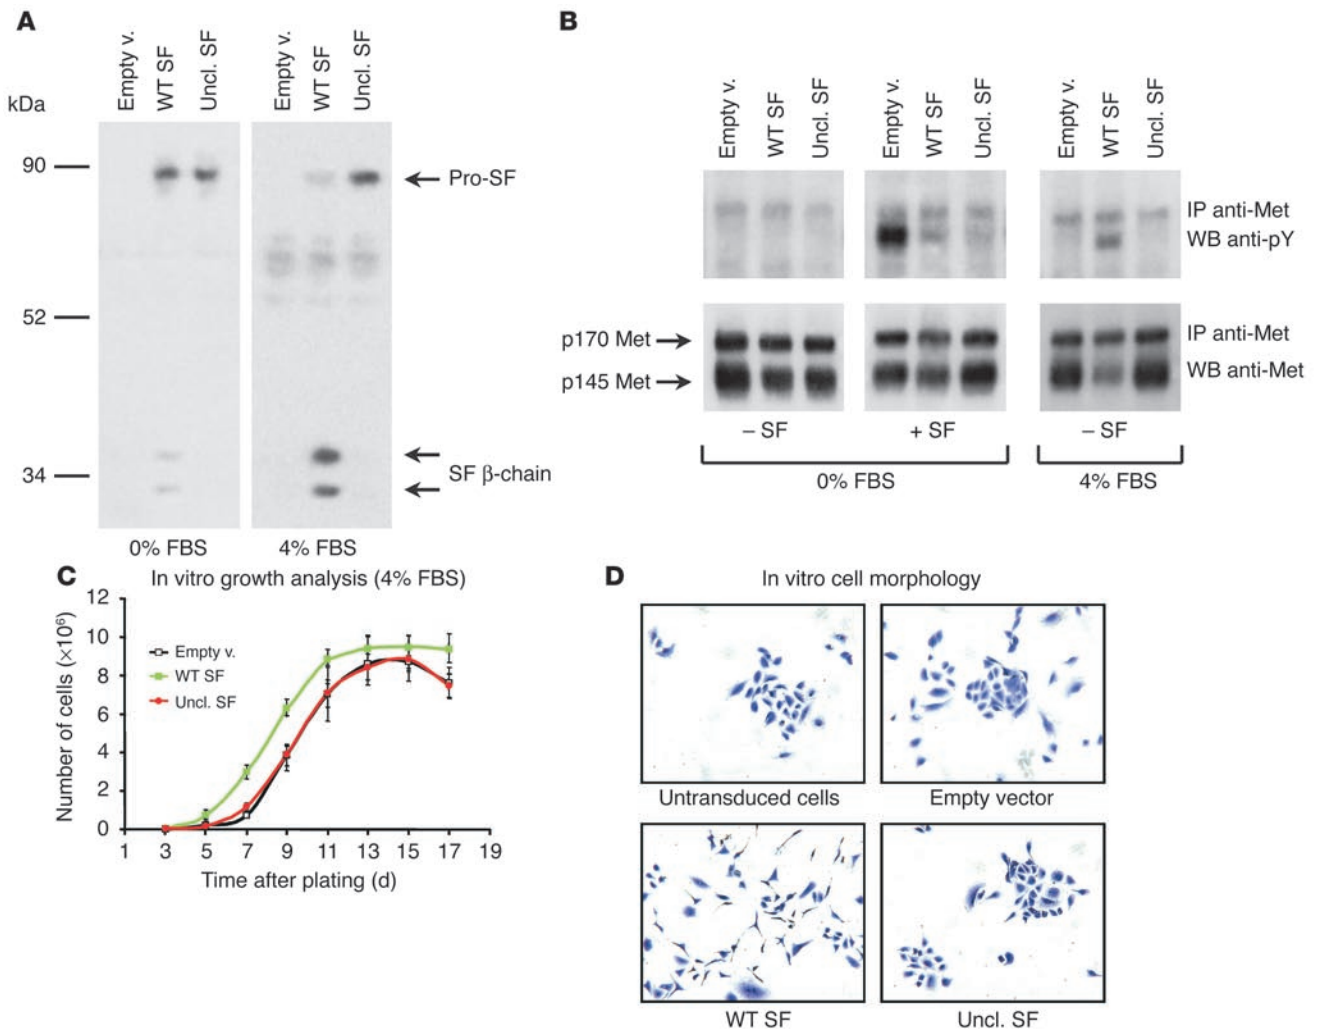 A
kDa
Empty v.
WT SF
Uncl. SF
Empty v.
WT SF
Uncl. SF
90
52
34
Pro-SF
SF β-chain
0% FBS
4% FBS
B
Empty v.
WT SF
Uncl. SF
Empty v.
WT SF
Uncl. SF
Empty v.
WT SF
Uncl. SF
IP anti-Met
WB anti-pY
p170 Met
p145 Met
IP anti-Met
WB anti-Met
– SF
+ SF
– SF
0% FBS
4% FBS
C
In vitro growth analysis (4% FBS)
Number of cells (×10⁶)
12
10
8
6
4
2
0
Empty v.
WT SF
Uncl. SF
1 3 5 7 9 11 13 15 17 19
Time after plating (d)
D
In vitro cell morphology
Untransduced cells
Empty vector
WT SF
Uncl. SF